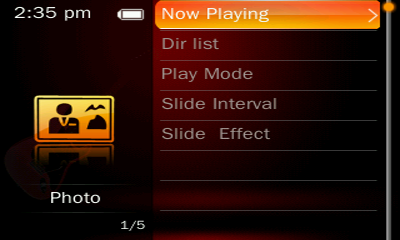 2:35 pm
Now Playing
Dir list
Play Mode
Slide Interval
Slide Effect
Photo
1/5